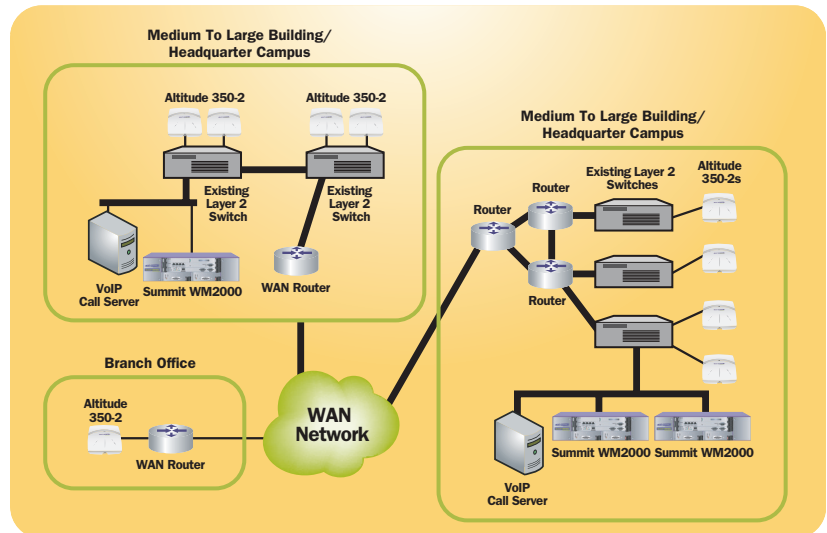 Medium To Large Building/
Headquarter Campus
Altitude 350-2
Altitude 350-2
Existing
Layer 2
Switch
Existing
Layer 2
Switch
VoIP
Call Server
Summit WM2000
WAN Router
Branch Office
Altitude
350-2
WAN Router
WAN
Network
Medium To Large Building/
Headquarter Campus
Router
Router
Router
Existing Layer 2
Switches
Altitude
350-2s
VoIP
Call Server
Summit WM2000
Summit WM2000